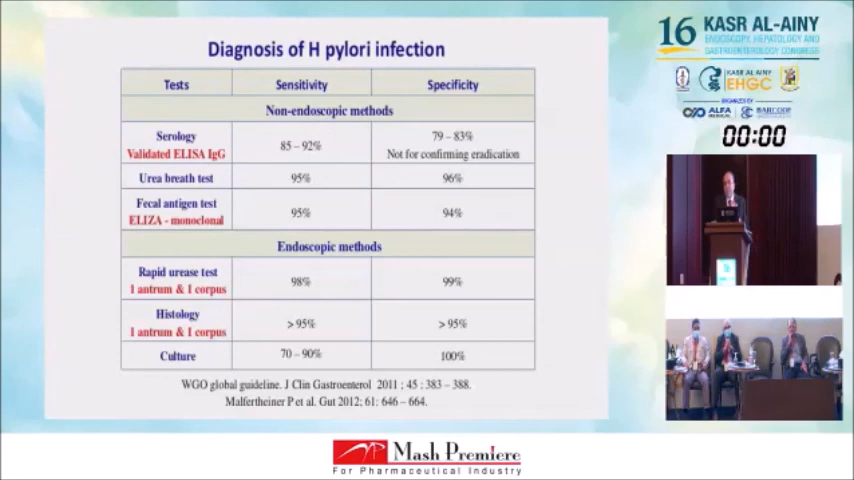 Diagnosis of H pylori infection
Tests Sensitivity Specificity
Non-endoscopic methods
Serology
Validated ELISA IgG
85 – 92%
79 – 83%
Not for confirming eradication
Urea breath test 95% 96%
Fecal antigen test
ELIZA - monoclonal
95% 94%
Endoscopic methods
Rapid urease test
1 antrum & 1 corpus
98% 99%
Histology
1 antrum & 1 corpus
> 95% > 95%
Culture 70 – 90% 100%
WGO global guideline. J Clin Gastroenterol 2011 ; 45 : 383 – 388.
Malfertheiner P et al. Gut 2012; 61: 646 – 664.
16 KASR AL-AINY
ENDOSCOPY, HEPATOLOGY AND
GASTROENTEROLOGY CONGRESS
KASR AL AINY
EHGC
ORGANIZED BY
ALFA
MEDICAL
BARCODE
00:00
Mash Premiere
For Pharmaceutical Industry